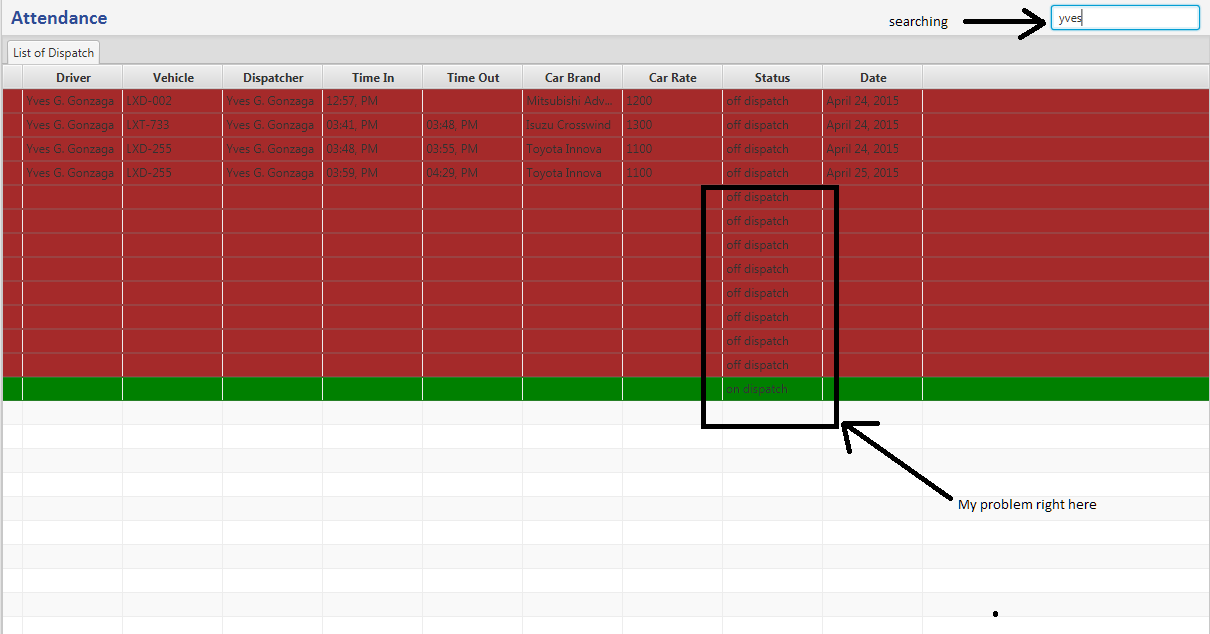 Attendance
searching
yves
List of Dispatch
Driver Vehicle Dispatcher Time In Time Out Car Brand Car Rate Status Date
Yves G. Gonzaga LXD-002 Yves G. Gonzaga 12:57, PM Mitsubishi Adv... 1200 off dispatch April 24, 2015
Yves G. Gonzaga LXT-733 Yves G. Gonzaga 03:41, PM 03:48, PM Isuzu Crosswind 1300 off dispatch April 24, 2015
Yves G. Gonzaga LXD-255 Yves G. Gonzaga 03:48, PM 03:55, PM Toyota Innova 1100 off dispatch April 24, 2015
Yves G. Gonzaga LXD-255 Yves G. Gonzaga 03:59, PM 04:29, PM Toyota Innova 1100 off dispatch April 25, 2015
off dispatch
off dispatch
off dispatch
off dispatch
off dispatch
off dispatch
off dispatch
off dispatch
on dispatch
My problem right here